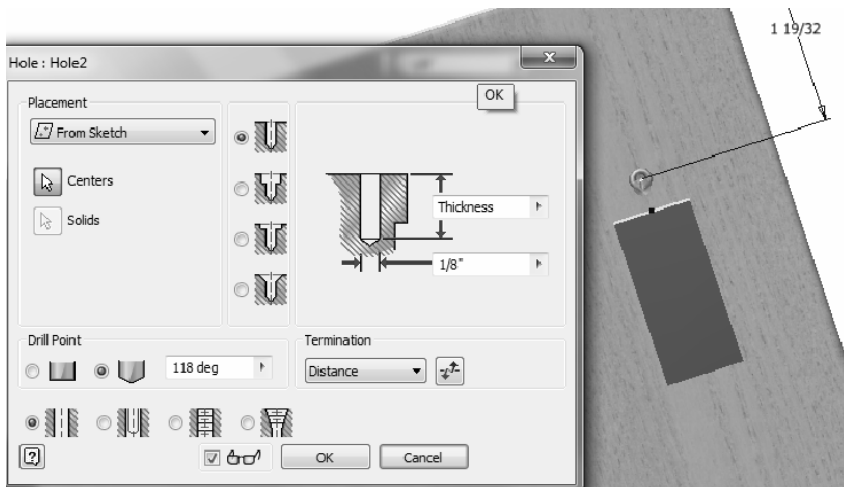 Hole : Hole2
OK
Placement
From Sketch
Centers
Solids
Thickness
1/8"
Drill Point
118 deg
Termination
Distance
OK
Cancel
1 19/32